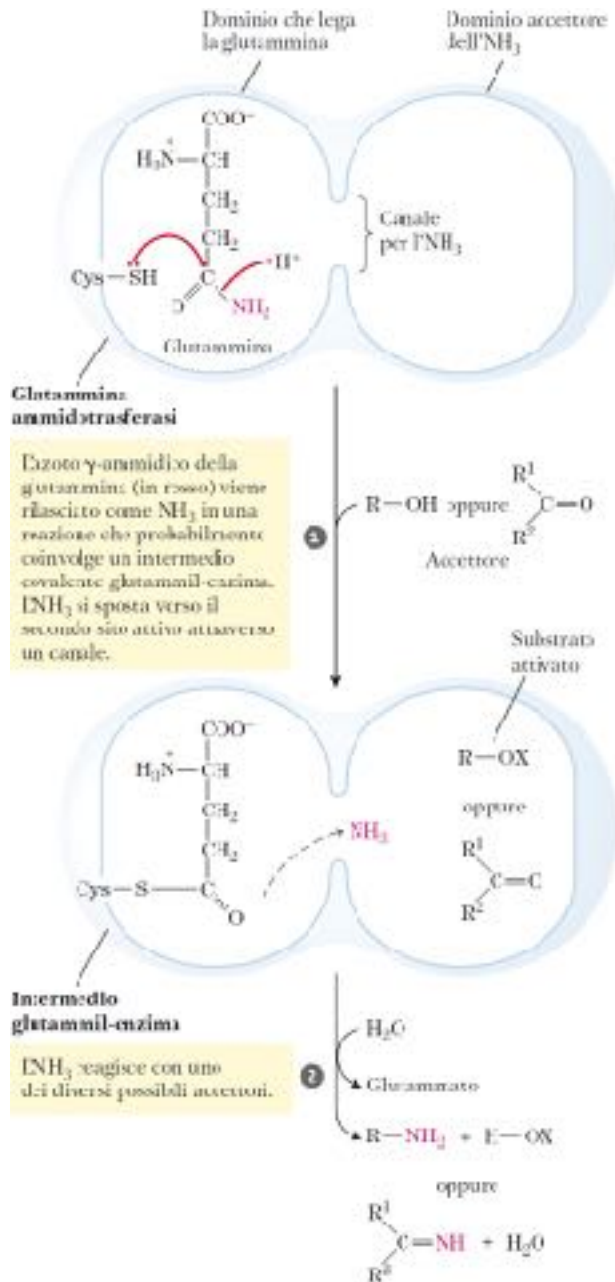 Dominio che lega
la glutammina
Dominio accettore
dell'NH3
COO−
H3N+—CH
CH2
CH2
Cys—SH
C
H+
O
NH2
Glutammina
Canale
per l'NH3
Glutammina
ammidotrasferasi
L'azoto γ-ammidico della
glutammina (in rosso) viene
rilasciato come NH3 in una
reazione che probabilmente
coinvolge un intermedio
covalente glutammil-enzima.
L'NH3 si sposta verso il
secondo sito attivo attraverso
un canale.
1
R—OH oppure
R1
C=O
R2
Accettore
Substrato
attivato
COO−
H3N+—CH
CH2
CH2
Cys—S—C
O
NH3
R—OX
oppure
R1
C=C
R2
Intermedio
glutammil-enzima
L'NH3 reagisce con uno
dei diversi possibili accettori.
2
H2O
Glutammato
R—NH2 + H—OX
oppure
R1
C=NH + H2O
R2